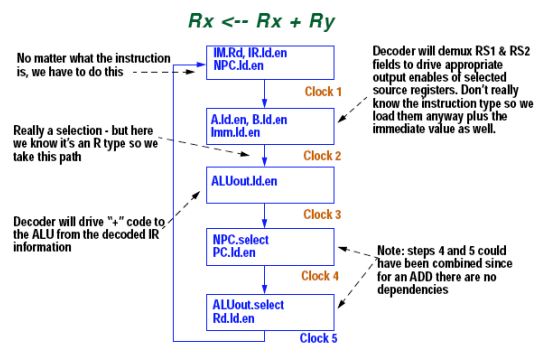 Rx <-- Rx + Ry
No matter what the instruction
is, we have to do this
IM.Rd, IR.ld.en
NPC.ld.en
Clock 1
Decoder will demux RS1 & RS2
fields to drive appropriate
output enables of selected
source registers. Don't really
know the instruction type so we
load them anyway plus the
immediate value as well.
A.ld.en, B.ld.en
Imm.ld.en
Clock 2
Really a selection - but here
we know it's an R type so we
take this path
ALUout.ld.en
Clock 3
Decoder will drive "+" code to
the ALU from the decoded IR
information
NPC.select
PC.ld.en
Clock 4
Note: steps 4 and 5 could
have been combined since
for an ADD there are no
dependencies
ALUout.select
Rd.ld.en
Clock 5